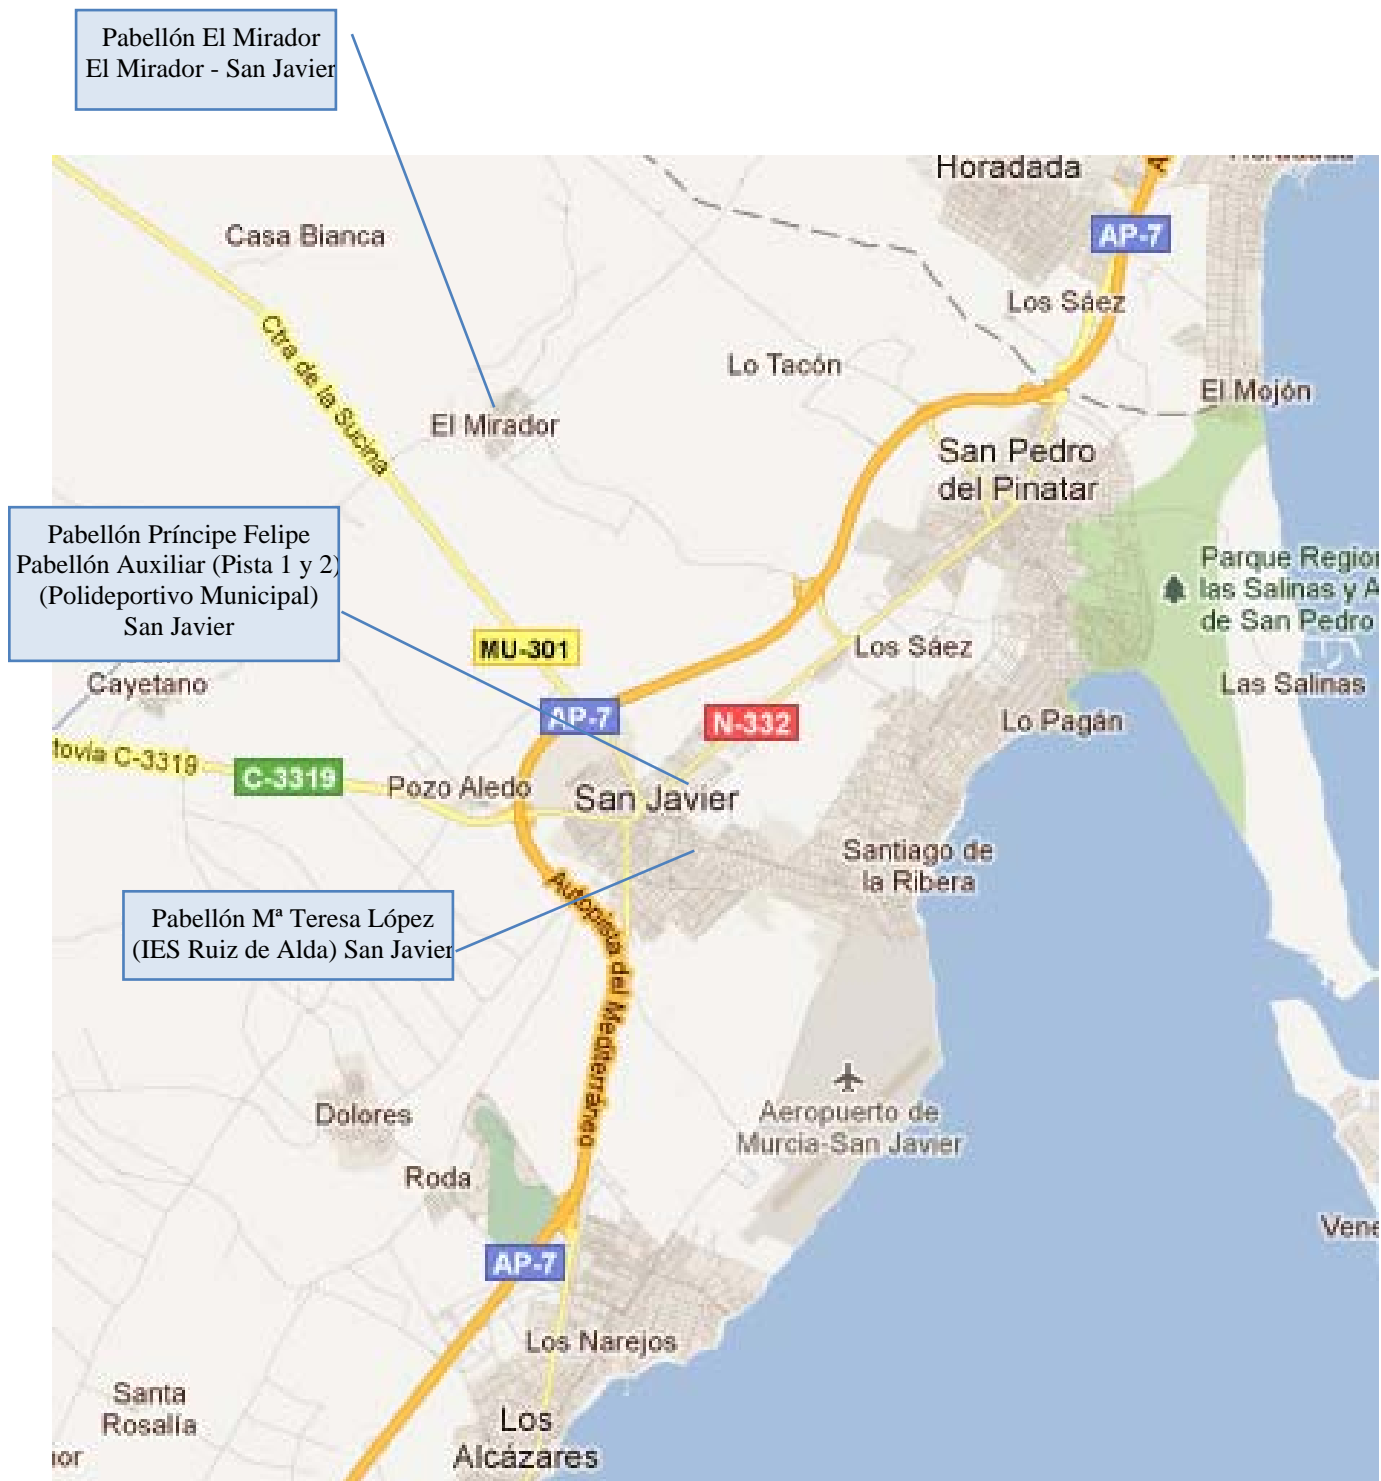 Pabellón El Mirador
El Mirador - San Javier
Horadada
AP-7
Casa Bianca
Los Sáez
Ctra de la Sucina
Lo Tacón
El Mojón
El Mirador
San Pedro
del Pinatar
Pabellón Príncipe Felipe
Pabellón Auxiliar (Pista 1 y 2)
(Polideportivo Municipal)
San Javier
Parque Region
las Salinas y A
de San Pedro
MU-301
Los Sáez
Cayetano
Las Salinas
AP-7
N-332
Lo Pagán
tovía C-3319
C-3319
Pozo Aledo
San Javier
Santiago de
la Ribera
Autopista del Mediterráneo
Pabellón Mª Teresa López
(IES Ruiz de Alda) San Javier
Dolores
Aeropuerto de
Murcia-San Javier
Roda
Vene
AP-7
Los Narejos
Santa
Rosalía
Los
Alcázares
or